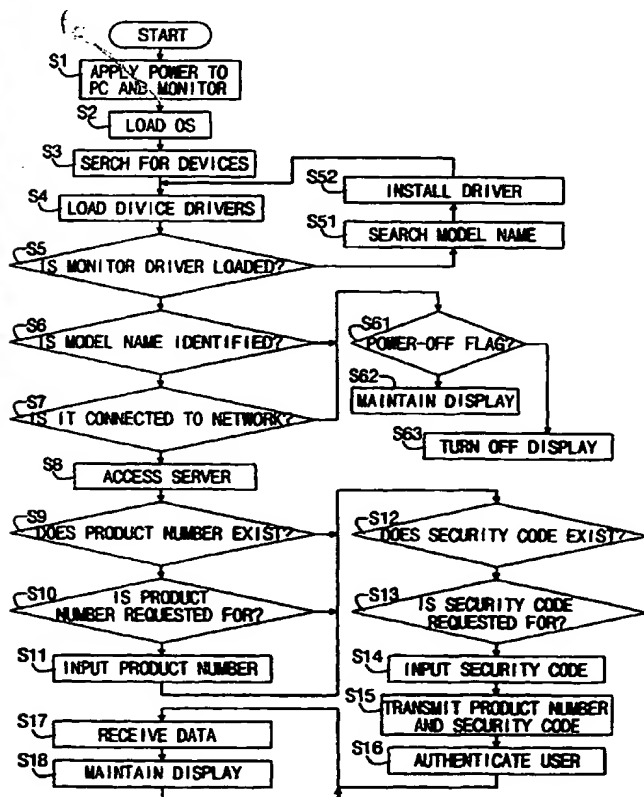 START
S1
APPLY POWER TO
PC AND MONITOR
S2
LOAD OS
S3
SERCH FOR DEVICES
S4
LOAD DIVICE DRIVERS
S52
INSTALL DRIVER
S51
SEARCH MODEL NAME
S5
IS MONITOR DRIVER LOADED?
S6
IS MODEL NAME IDENTIFIED?
S61
POWER-OFF FLAG?
S62
MAINTAIN DISPLAY
S7
IS IT CONNECTED TO NETWORK?
S63
TURN OFF DISPLAY
S8
ACCESS SERVER
S9
DOES PRODUCT NUMBER EXIST?
S12
DOES SECURITY CODE EXIST?
S10
IS PRODUCT
NUMBER REQUESTED FOR?
S13
IS SECURITY CODE
REQUESTED FOR?
S11
INPUT PRODUCT NUMBER
S14
INPUT SECURITY CODE
S15
TRANSMIT PRODUCT NUMBER
AND SECURITY CODE
S17
RECEIVE DATA
S16
AUTHENTICATE USER
S18
MAINTAIN DISPLAY